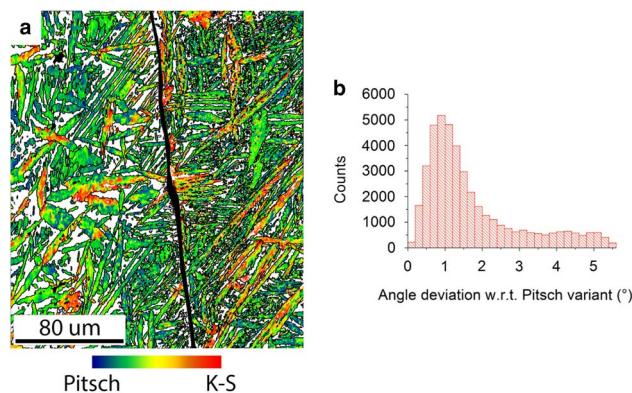 a
80 um
Pitsch K-S
b
6000
5000
4000
3000
2000
1000
0
Counts
0 1 2 3 4 5
Angle deviation w.r.t. Pitsch variant (°)